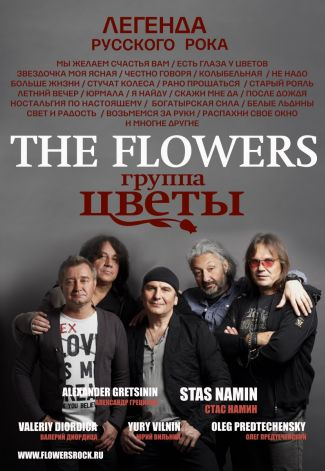 ЛЕГЕНДА
РУССКОГО РОКА
МЫ ЖЕЛАЕМ СЧАСТЬЯ ВАМ / ЕСТЬ ГЛАЗА У ЦВЕТОВ
ЗВЕЗДОЧКА МОЯ ЯСНАЯ / ЧЕСТНО ГОВОРЯ / КОЛЫБЕЛЬНАЯ / НЕ НАДО
БОЛЬШЕ ЖИЗНИ / СТУЧАТ КОЛЕСА / РАНО ПРОЩАТЬСЯ / СТАРЫЙ РОЯЛЬ
ЛЕТНИЙ ВЕЧЕР / ЮРМАЛА / Я НАЙДУ / СКАЖИ МНЕ ДА / ПОСЛЕ ДОЖДЯ
НОСТАЛЬГИЯ ПО НАСТОЯЩЕМУ / БОГАТЫРСКАЯ СИЛА / БЕЛЫЕ ЛЬДИНЫ
СВЕТ И РАДОСТЬ / ВОЗЬМЕМСЯ ЗА РУКИ / РАСПАХНИ СВОЕ ОКНО
И МНОГИЕ ДРУГИЕ
THE FLOWERS
группа
цветы
EX
LOVE
IS MY
ALEXANDER GRETSININ
АЛЕКСАНДР ГРЕЦИНИН
STAS NAMIN
СТАС НАМИН
VALERIY DIORDICA
ВАЛЕРИЙ ДИОРДИЦА
YURY VILNIN
ЮРИЙ ВИЛЬНИН
OLEG PREDTECHENSKY
ОЛЕГ ПРЕДТЕЧЕНСКИЙ
WWW.FLOWERSROCK.RU